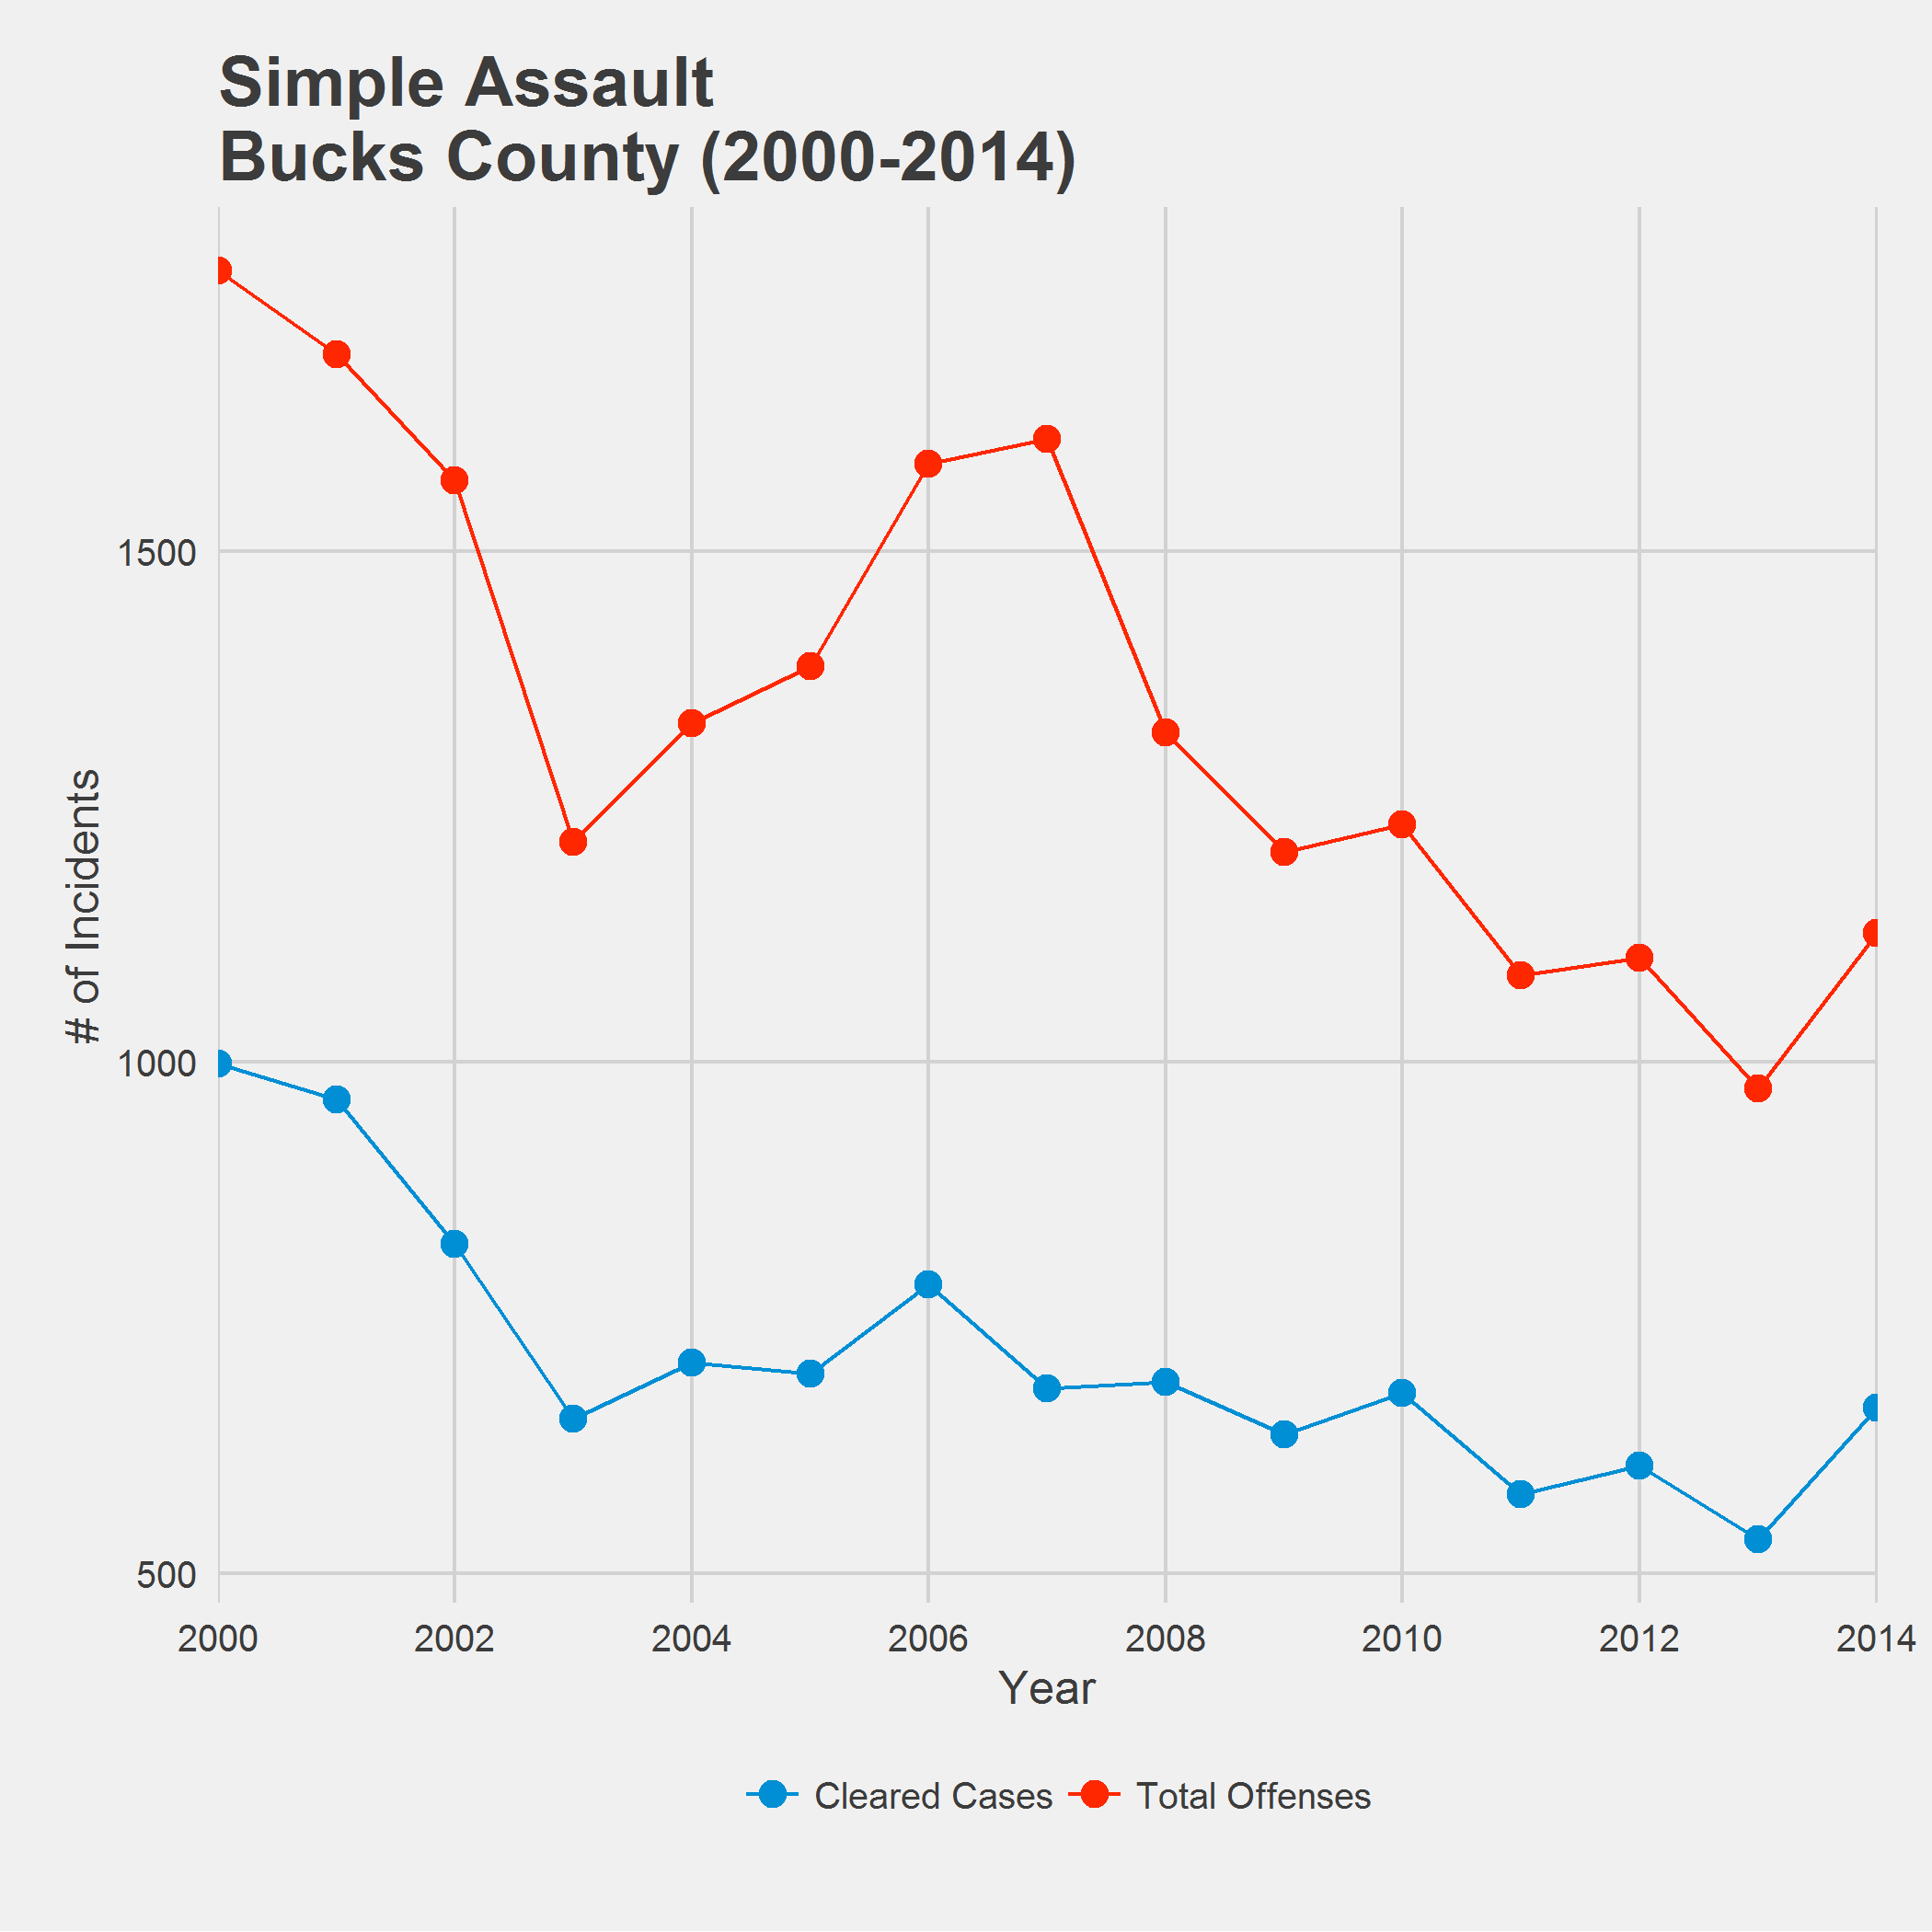 Simple Assault
Bucks County (2000-2014)
# of Incidents
1500
1000
500
2000 2002 2004 2006 2008 2010 2012 2014
Year
Cleared Cases Total Offenses